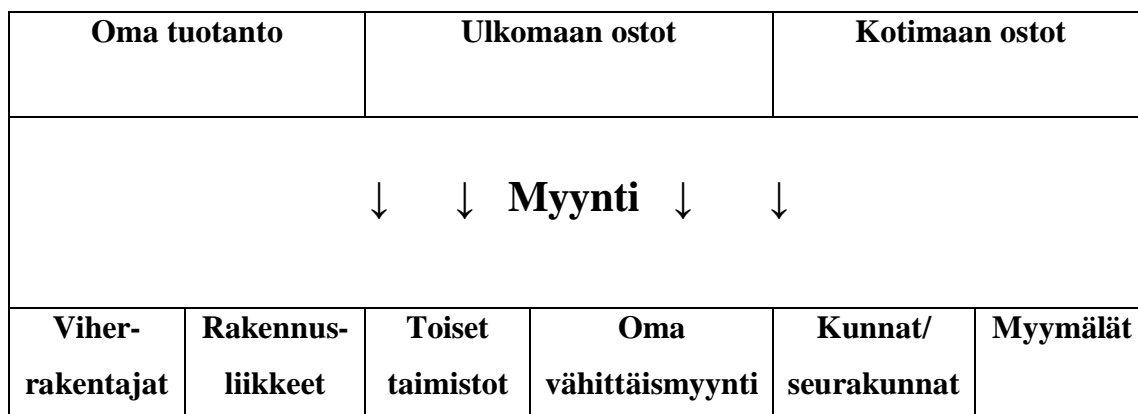 Oma tuotanto Ulkomaan ostot Kotimaan ostot
↓ ↓ Myynti ↓ ↓
Viher- Rakennus- Toiset Oma Kunnat/ Myymälät
rakentajat liikkeet taimistot vähittäismyynti seurakunnat